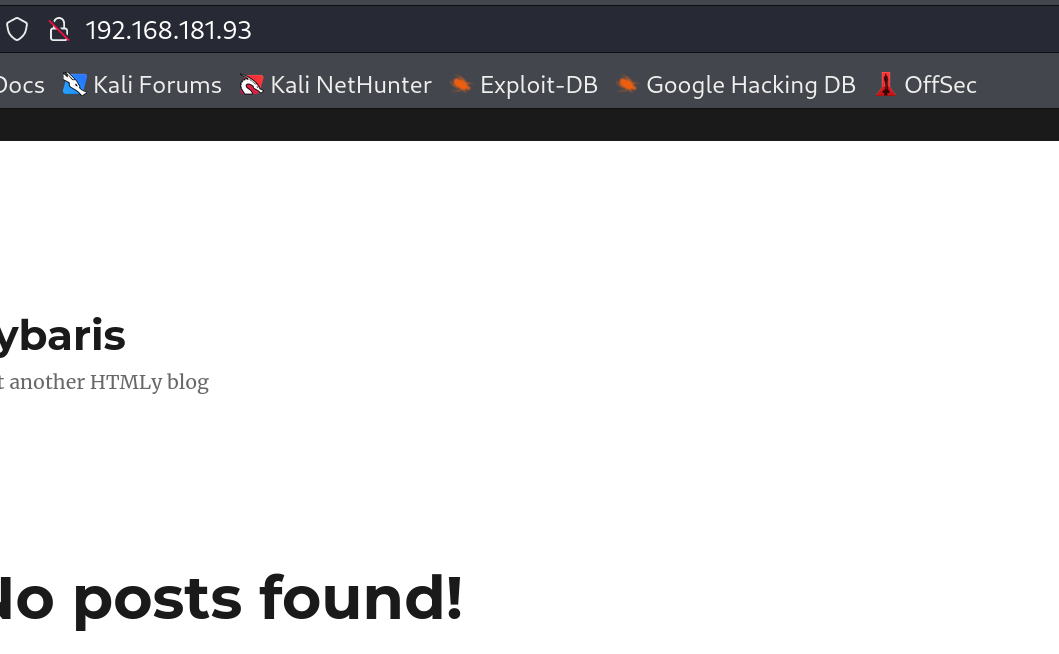 192.168.181.93
Docs Kali Forums Kali NetHunter Exploit-DB Google Hacking DB OffSec
ybaris
t another HTMLy blog
No posts found!